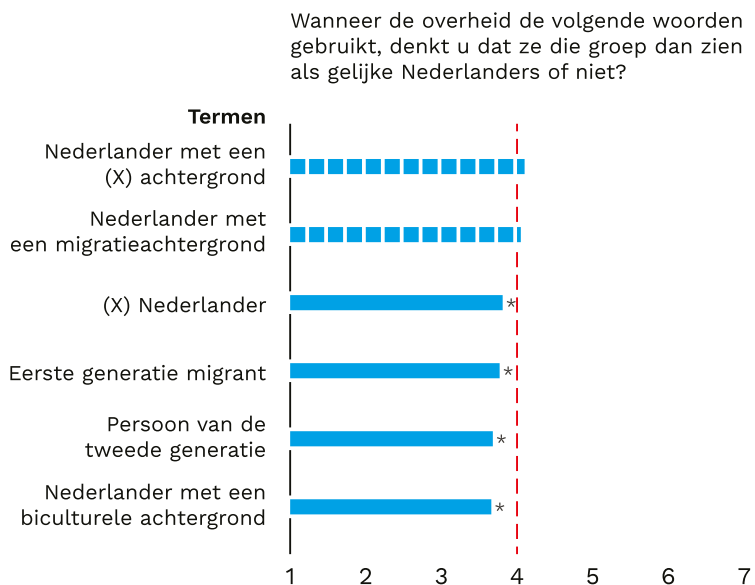 Wanneer de overheid de volgende woorden
gebruikt, denkt u dat ze die groep dan zien
als gelijke Nederlanders of niet?
Termen
Nederlander met een
(X) achtergrond
Nederlander met
een migratieachtergrond
(X) Nederlander
*
Eerste generatie migrant
*
Persoon van de
tweede generatie
*
Nederlander met een
biculturele achtergrond
*
1 2 3 4 5 6 7